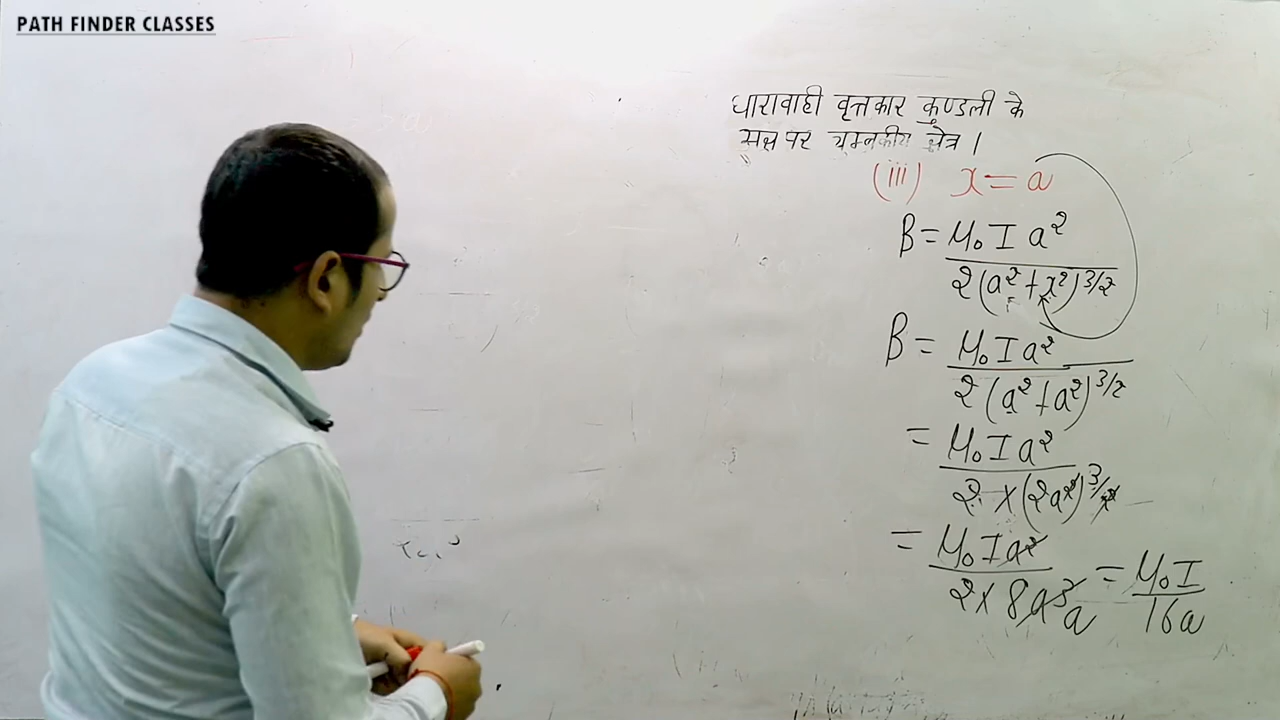 PATH FINDER CLASSES
धारावाही वृत्तकार कुण्डली के
अक्ष पर चुम्बकीय क्षेत्र ।
(iii) x = a
B = μ₀ I a² / 2(a² + x²)^3/2
B = μ₀ I a² / 2(a² + a²)^3/2
= μ₀ I a² / 2 × (2a²)^3/2
= μ₀ I a² / 2 × 8a³ a = μ₀ I / 16a